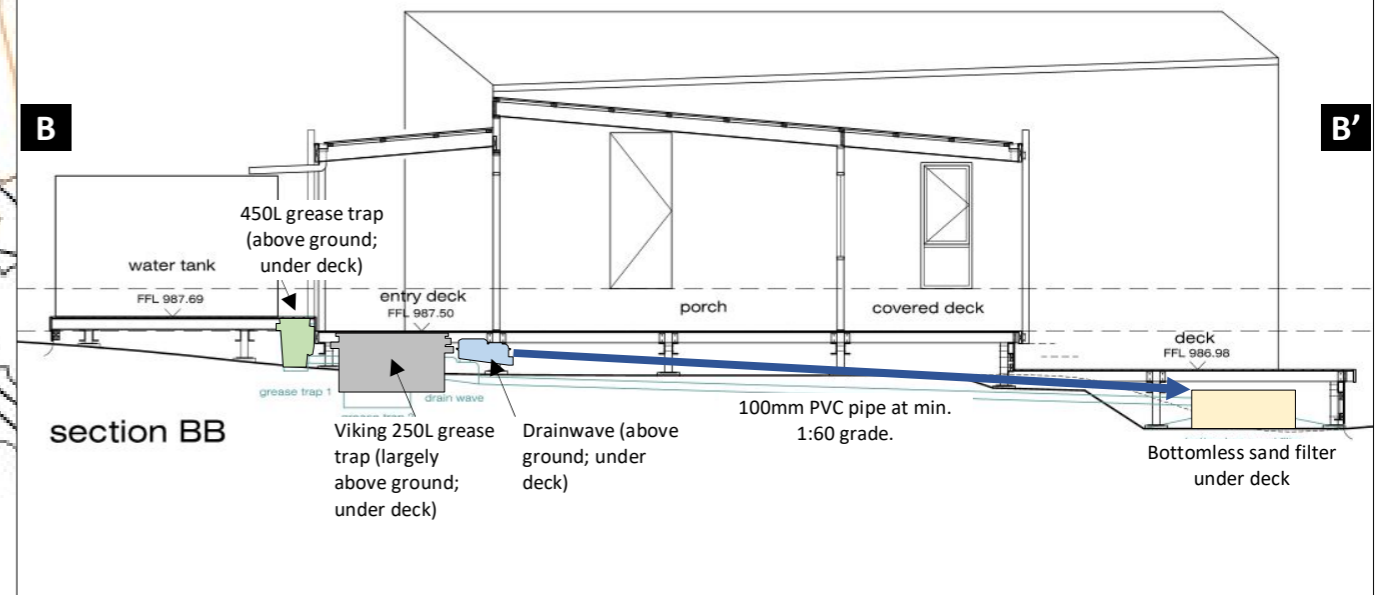 B
B’
450L grease trap
(above ground;
under deck)
water tank
FFL 987.69
entry deck
FFL 987.50
porch
covered deck
deck
FFL 986.98
grease trap 1
drain wave
section BB
Viking 250L grease
trap (largely
above ground;
under deck)
Drainwave (above
ground; under
deck)
100mm PVC pipe at min.
1:60 grade.
Bottomless sand filter
under deck